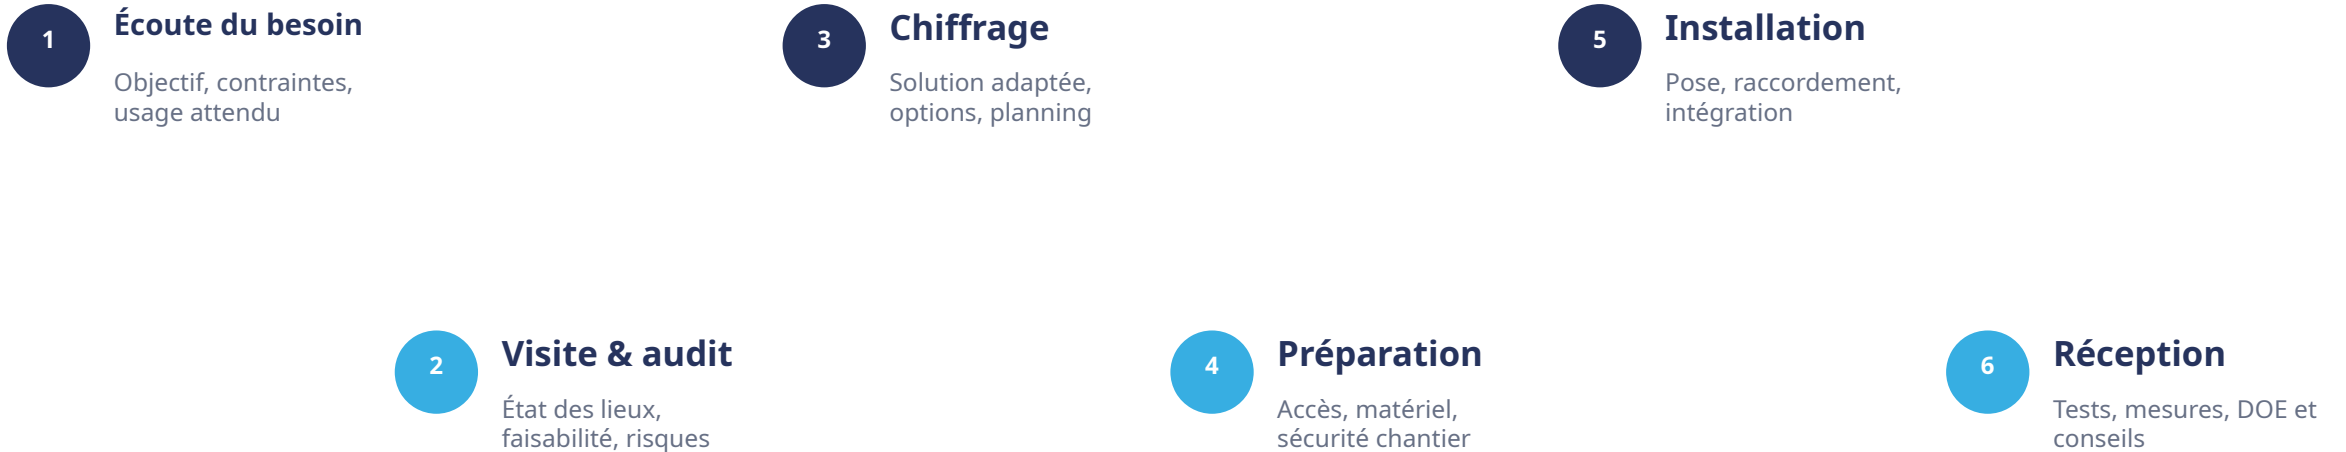 1
Écoute du besoin
Objectif, contraintes,
usage attendu
2
Visite & audit
État des lieux,
faisabilité, risques
3
Chiffrage
Solution adaptée,
options, planning
4
Préparation
Accès, matériel,
sécurité chantier
5
Installation
Pose, raccordement,
intégration
6
Réception
Tests, mesures, DOE et
conseils